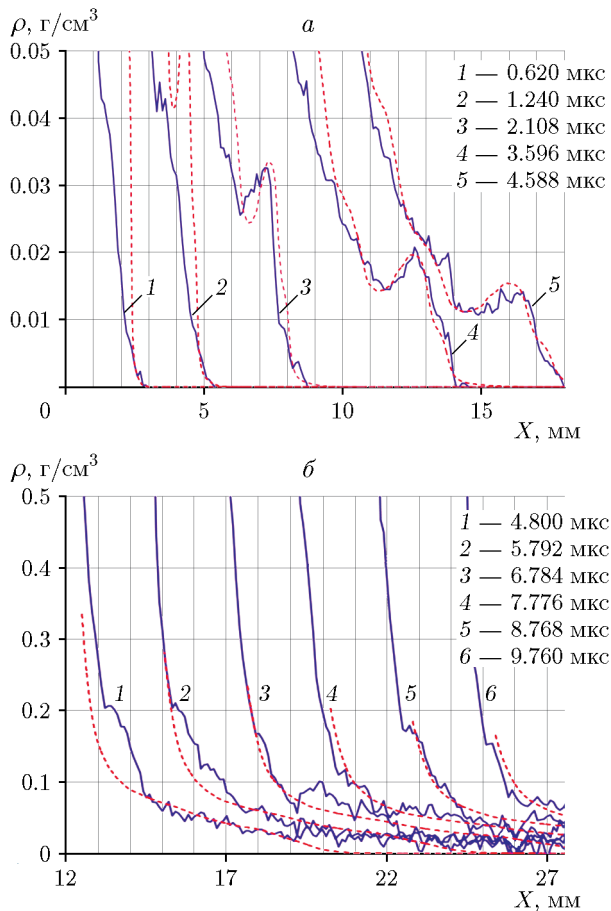 ρ, г/см³ а
0.05
1 — 0.620 мкс
2 — 1.240 мкс
0.04
3 — 2.108 мкс
4 — 3.596 мкс
5 — 4.588 мкс
0.03
0.02
1 2 3 5
0.01
4
0 5 10 15
X, мм
ρ, г/см³ б
0.5
1 — 4.800 мкс
2 — 5.792 мкс
0.4
3 — 6.784 мкс
4 — 7.776 мкс
5 — 8.768 мкс
0.3
6 — 9.760 мкс
1 2 3 4 5 6
0.2
0.1
0
12 17 22 27
X, мм